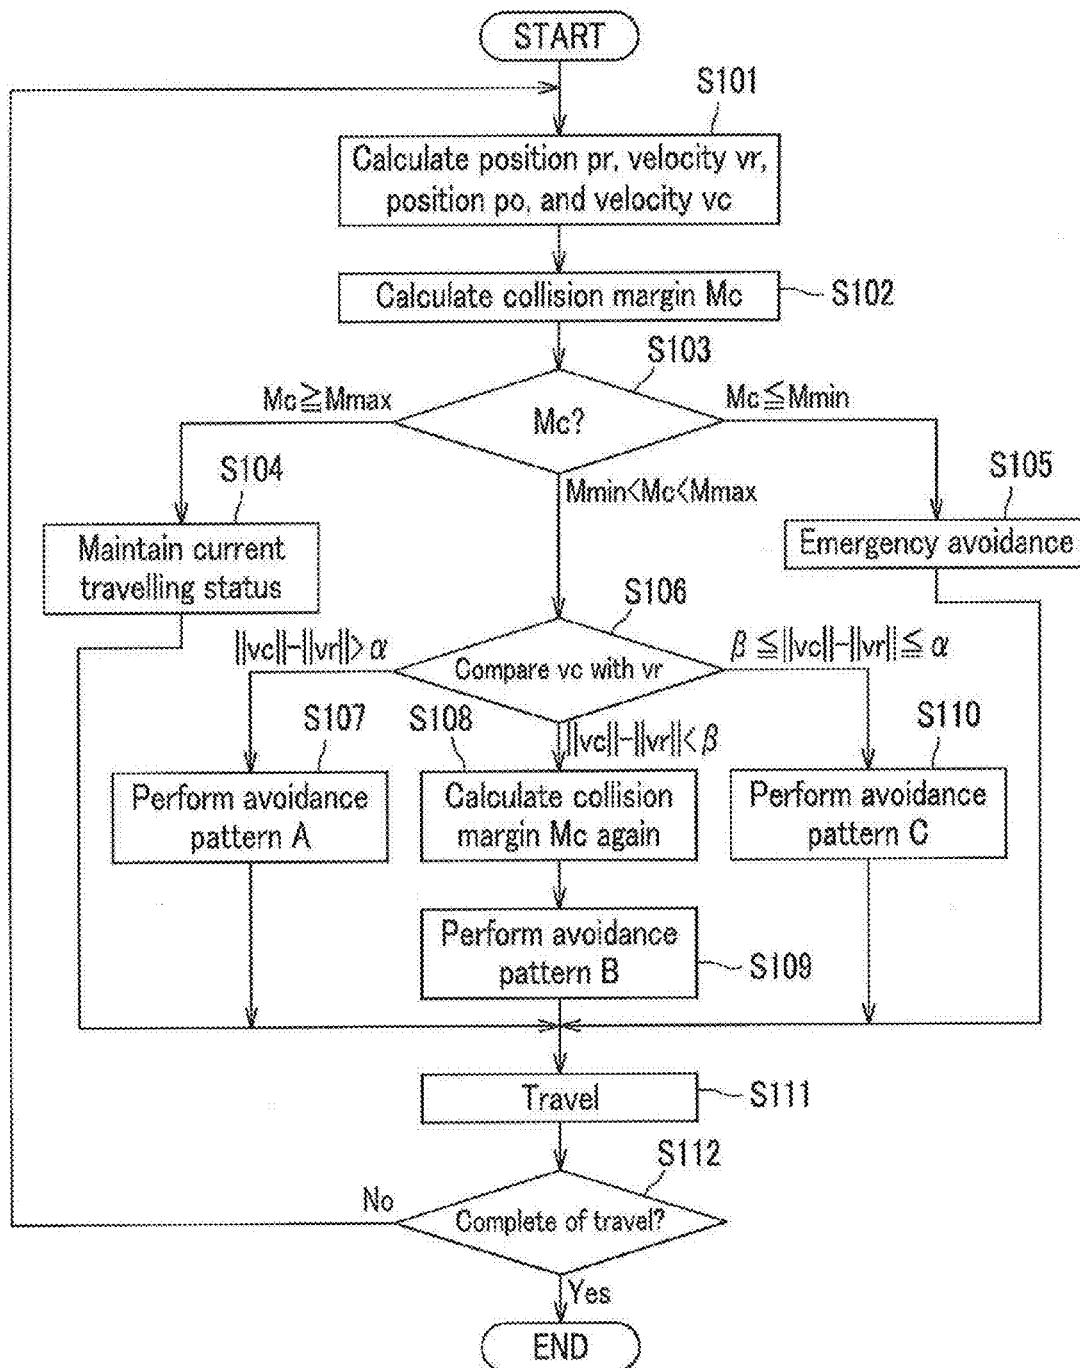 START
S101
Calculate position pr, velocity vr,
position po, and velocity vc
Calculate collision margin Mc
S102
S103
Mc≧Mmax
Mc?
Mc≦Mmin
Mmin<Mc<Mmax
S104
Maintain current
travelling status
S105
Emergency avoidance
S106
||vc||-||vr||>α
Compare vc with vr
β≦||vc||-||vr||≦α
||vc||-||vr||<β
S107
Perform avoidance
pattern A
S108
Calculate collision
margin Mc again
S110
Perform avoidance
pattern C
Perform avoidance
pattern B
S109
Travel
S111
S112
No
Complete of travel?
Yes
END